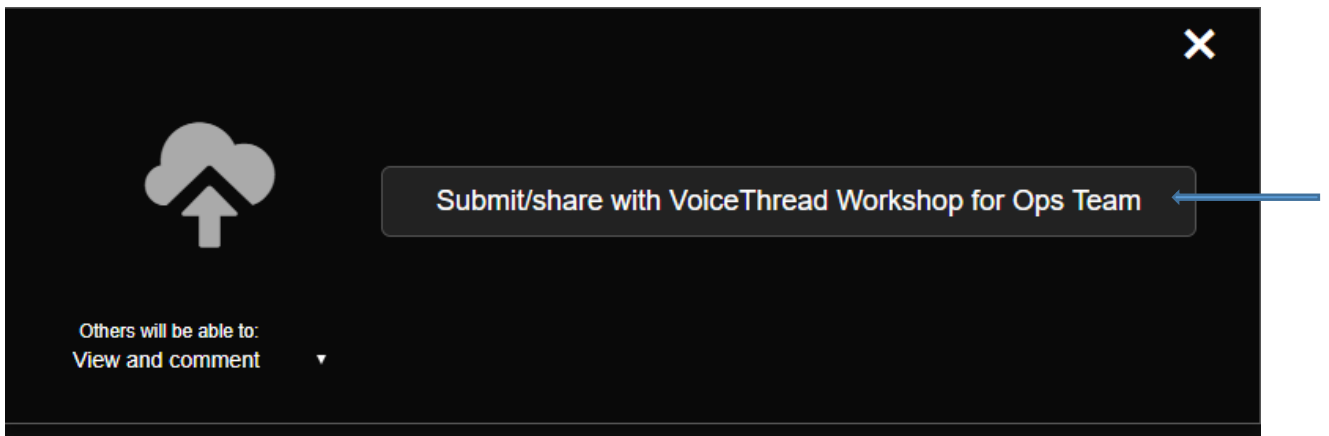 Submit/share with VoiceThread Workshop for Ops Team
Others will be able to:
View and comment